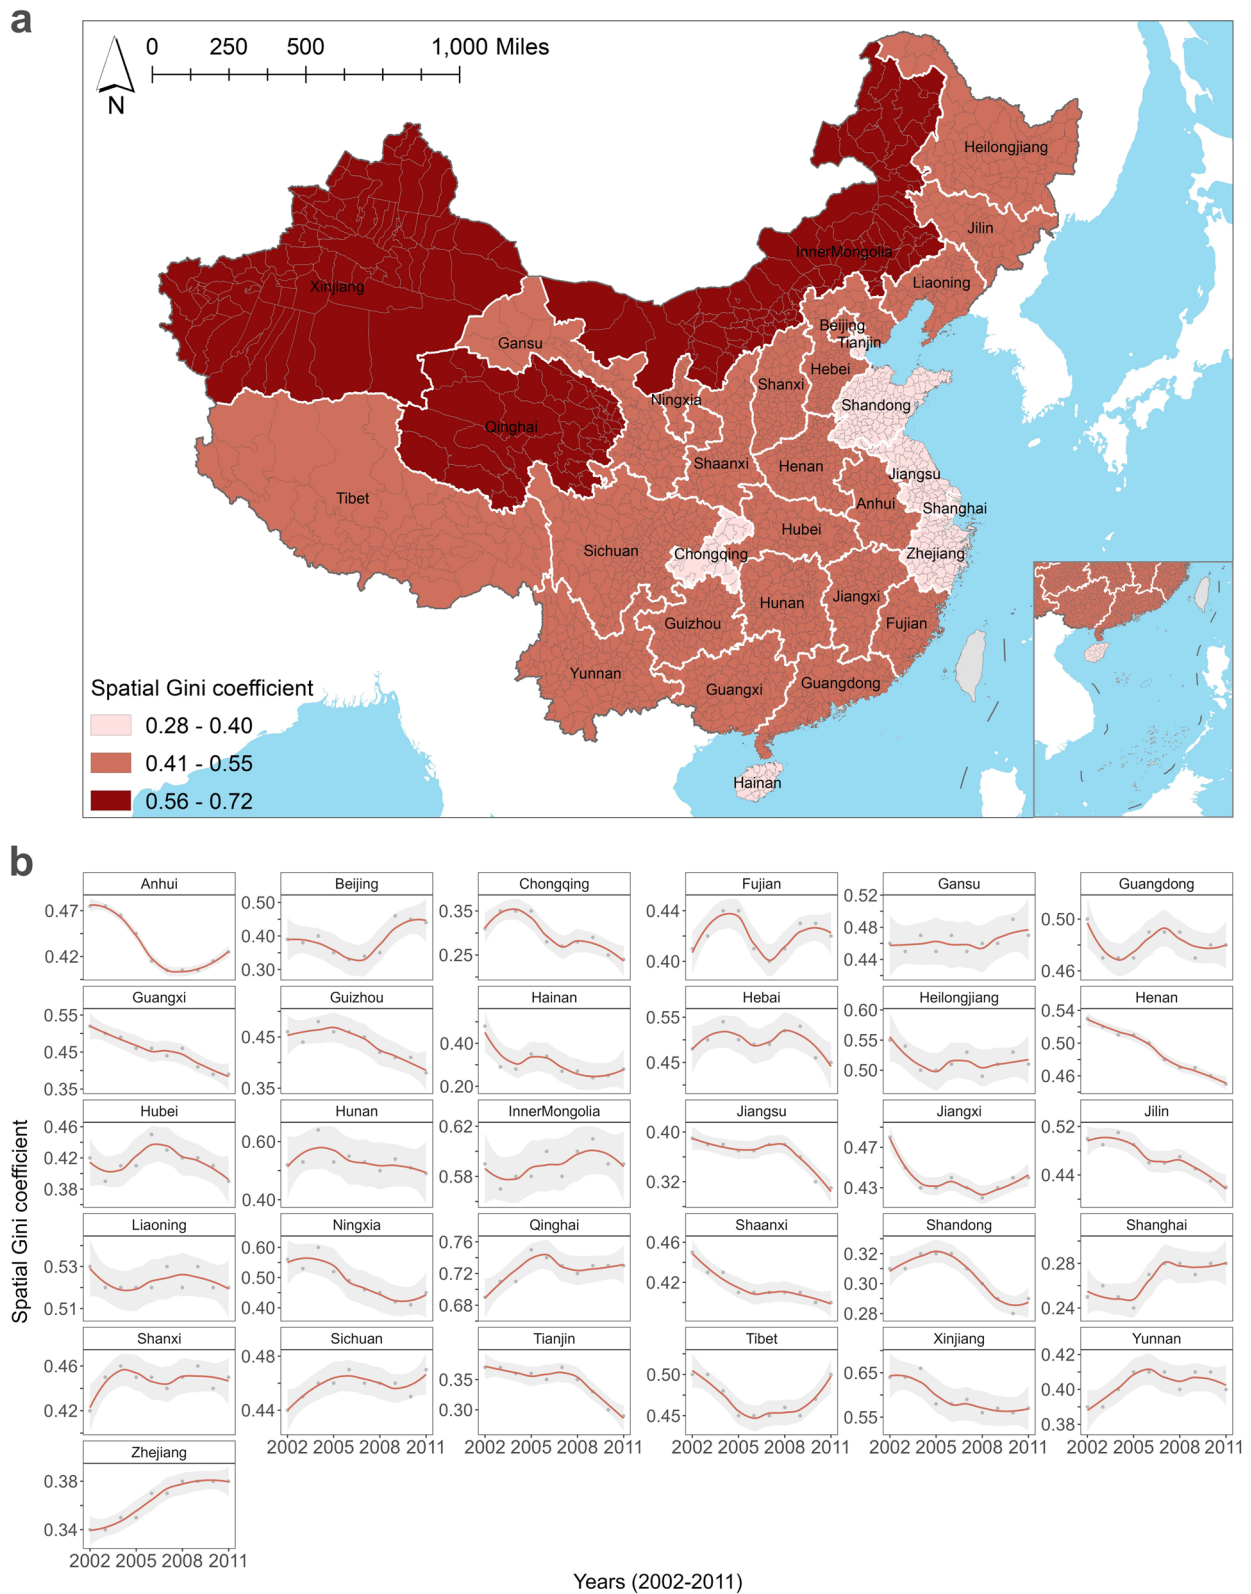 a
0 250 500 1,000 Miles
N
Heilongjiang
Jilin
InnerMongolia
Liaoning
Xinjiang
Beijing
Gansu
Tianjin
Hebei
Shanxi
Ningxia
Shandong
Qinghai
Shaanxi
Henan
Jiangsu
Tibet
Anhui
Shanghai
Hubei
Sichuan
Chongqing
Zhejiang
Hunan
Jiangxi
Guizhou
Fujian
Yunnan
Guangxi
Guangdong
Hainan
Spatial Gini coefficient
0.28 - 0.40
0.41 - 0.55
0.56 - 0.72
b
Spatial Gini coefficient
Anhui Beijing Chongqing Fujian Gansu Guangdong
0.47
0.42
0.50
0.40
0.30
0.35
0.25
0.44
0.40
0.52
0.48
0.44
0.50
0.46
Guangxi Guizhou Hainan Hebai Heilongjiang Henan
0.55
0.45
0.35
0.45
0.35
0.40
0.20
0.55
0.45
0.60
0.55
0.50
0.54
0.50
0.46
Hubei Hunan InnerMongolia Jiangsu Jiangxi Jilin
0.46
0.42
0.38
0.60
0.40
0.62
0.58
0.40
0.32
0.47
0.43
0.52
0.44
Liaoning Ningxia Qinghai Shaanxi Shandong Shanghai
0.53
0.51
0.60
0.50
0.40
0.76
0.72
0.68
0.46
0.42
0.32
0.30
0.28
0.28
0.24
Shanxi Sichuan Tianjin Tibet Xinjiang Yunnan
0.46
0.42
0.48
0.44
0.35
0.30
0.50
0.45
0.65
0.55
0.42
0.40
0.38
2002 2005 2008 2011
2002 2005 2008 2011
2002 2005 2008 2011
2002 2005 2008 2011
2002 2005 2008 2011
Zhejiang
0.38
0.34
2002 2005 2008 2011
Years (2002-2011)